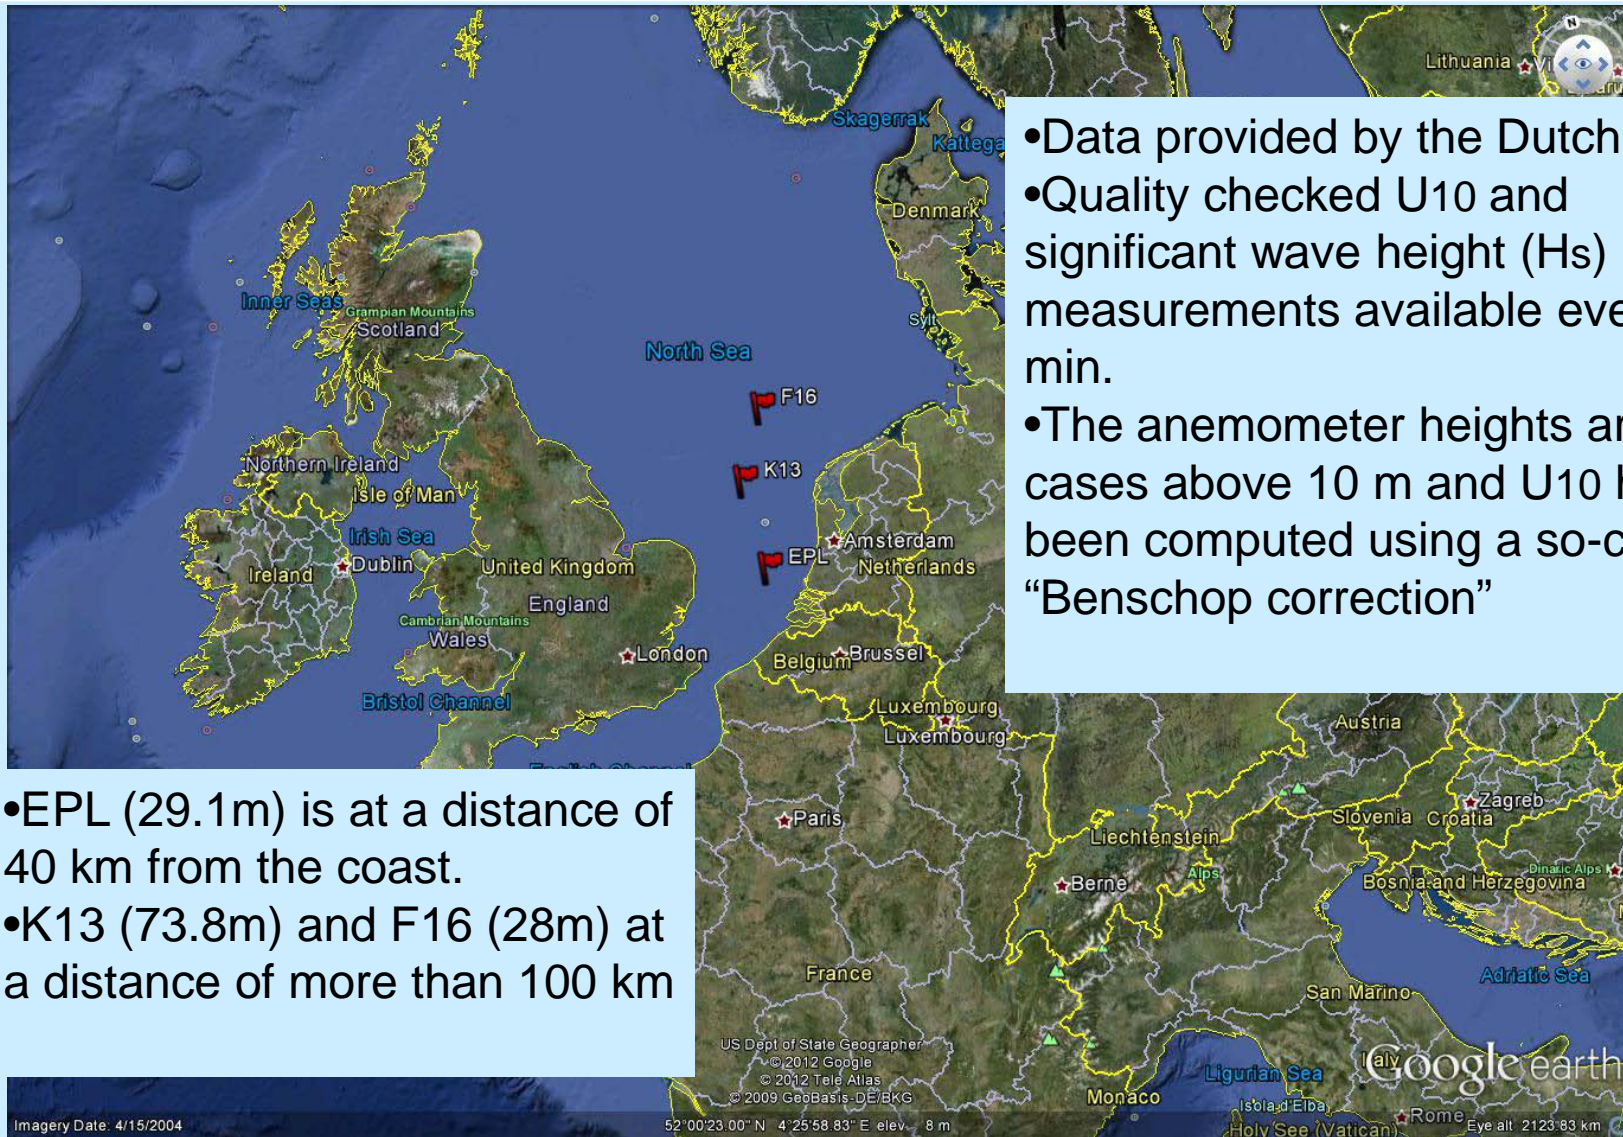 Lithuania
Skagerrak
Denmark
Sylt
•Data provided by the Dutch
•Quality checked U10 and
significant wave height (Hs)
measurements available
min.
•The anemometer heights
cases above 10 m and U10
been computed using a
“Benschop correction”
Inner Seas
Grampian Mountains
Scotland
North Sea
F16
K13
EPL
Northern Ireland
Isle of Man
Irish Sea
Dublin
Ireland
United Kingdom
England
Cambrian Mountains
Wales
London
Bristol Channel
Amsterdam
Netherlands
Belgium
Brussel
Luxembourg
Luxembourg
Austria
English Channel
•EPL (29.1m) is at a distance of
40 km from the coast.
•K13 (73.8m) and F16 (28m) at
a distance of more than 100 km
Paris
Liechtenstein
Berne
Alps
Zagreb
Slovenia
Croatia
Dinaric Alps
Bosnia and Herzegovina
France
Adriatic Sea
San Marino
Italy
Ligurian Sea
Monaco
Isola d'Elba
Rome
Holy See (Vatican)
US Dept of State Geographer
© 2012 Google
© 2012 Tele Atlas
© 2009 GeoBasis-DE/BKG
Google earth
Imagery Date: 4/15/2004
52°00'23.00" N 4°25'58.83" E elev 8 m
Eye alt 2123.83 km
N